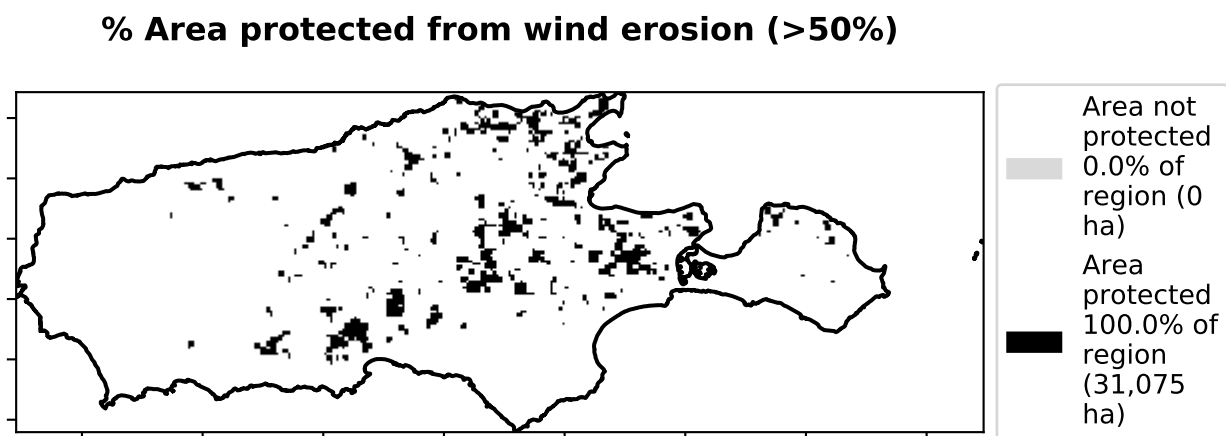 % Area protected from wind erosion (>50%)
Area not
protected
0.0% of
region (0
ha)
Area
protected
100.0% of
region
(31,075
ha)